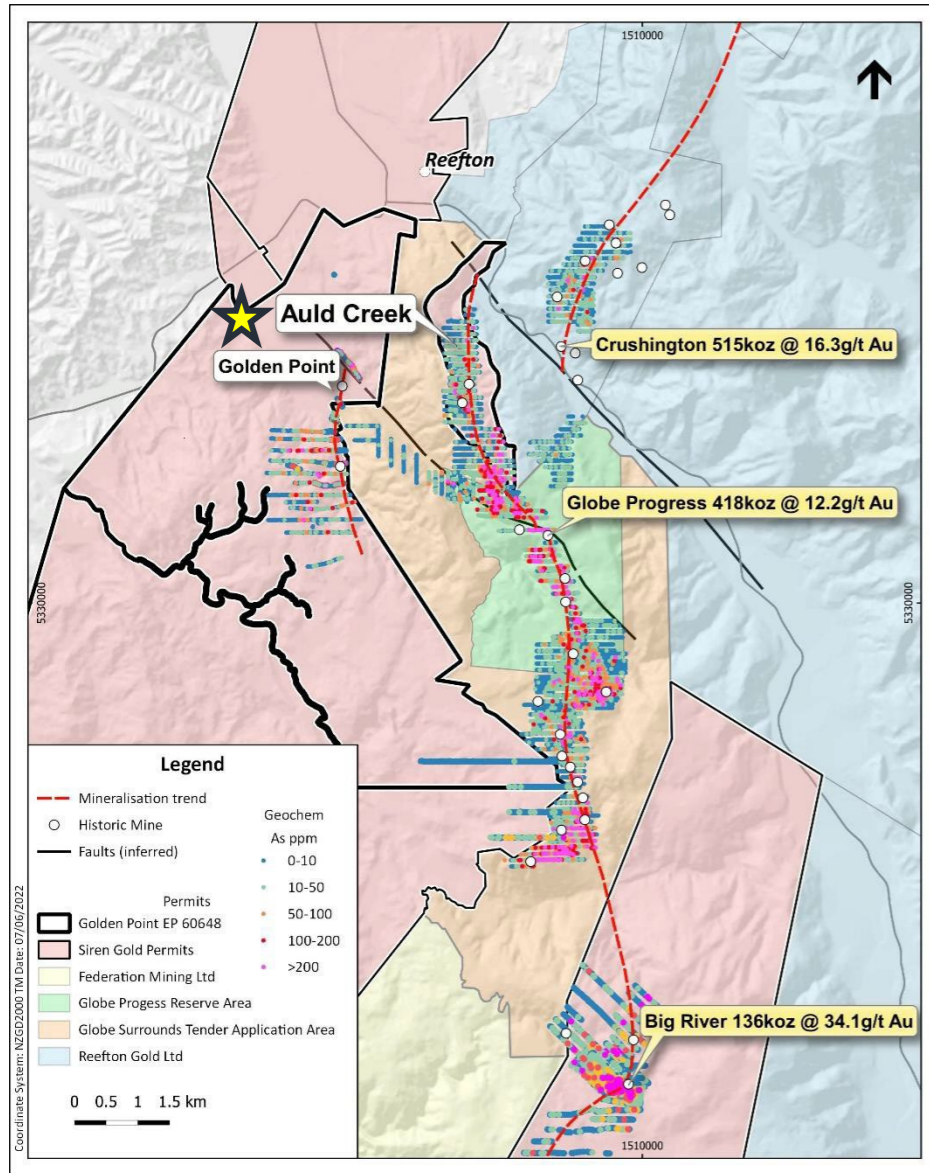 1510000
Reefton
Auld Creek
Golden Point
Crushington 515koz @ 16.3g/t Au
Globe Progress 418koz @ 12.2g/t Au
5330000
5330000
Big River 136koz @ 34.1g/t Au
1510000
Legend
Mineralisation trend
Historic Mine
Faults (inferred)
Geochem
As ppm
0-10
10-50
50-100
100-200
>200
Permits
Golden Point EP 60648
Siren Gold Permits
Federation Mining Ltd
Globe Progess Reserve Area
Globe Surrounds Tender Application Area
Reefton Gold Ltd
0 0.5 1 1.5 km
Coordinate System: NZGD2000 TM Date: 07/06/2022